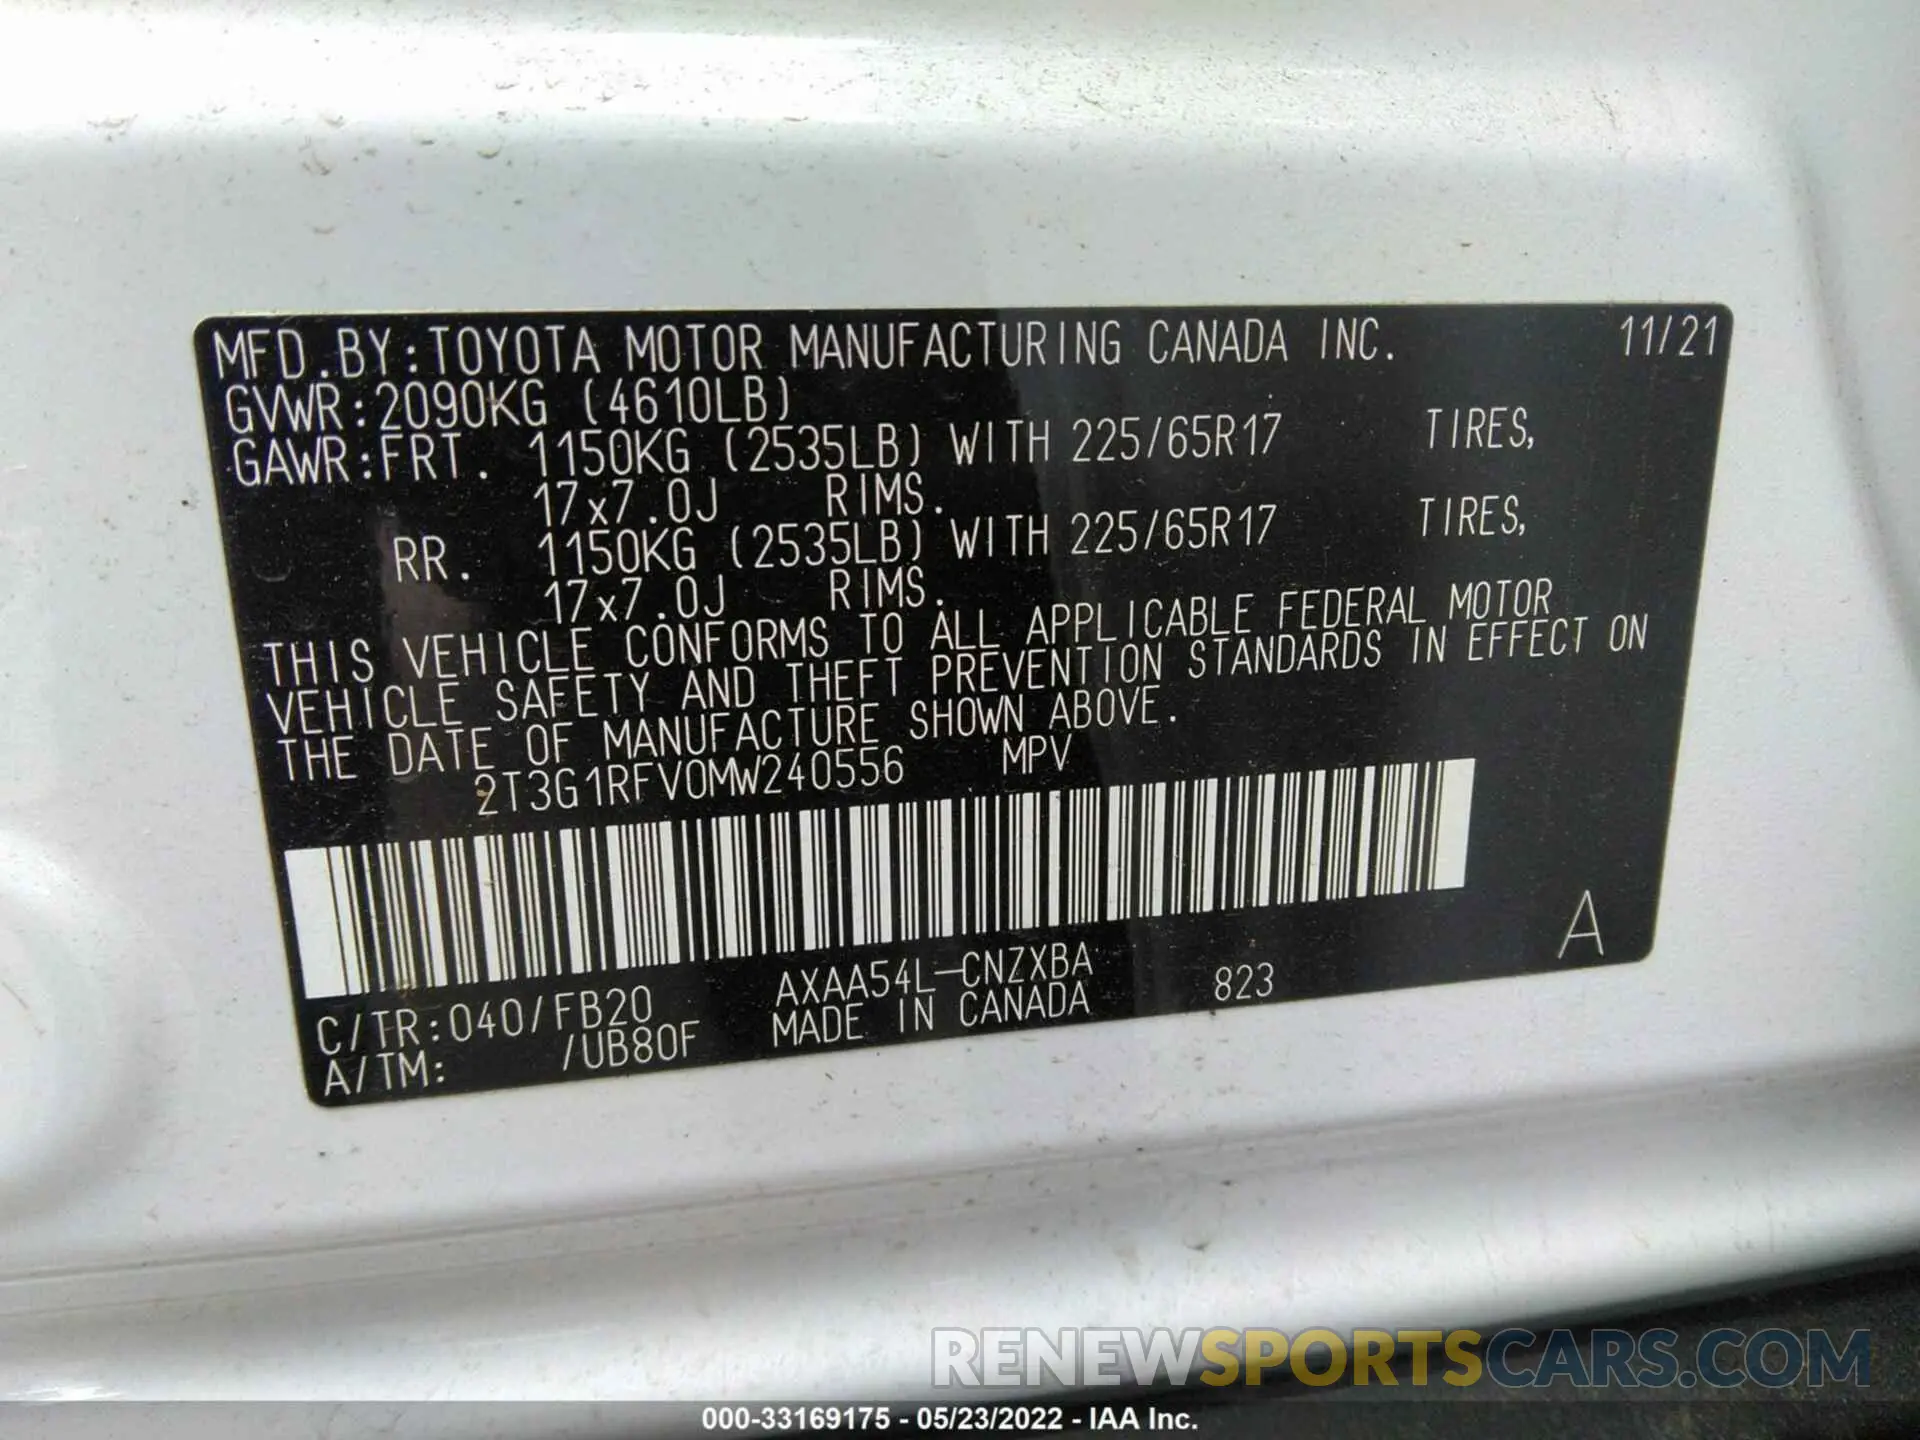 MFD.BY:TOYOTA MOTOR MANUFACTURING CANADA INC. 11/21
GVWR:2090KG (4610LB)
GAWR:FRT. 1150KG (2535LB) WITH 225/65R17 TIRES,
17x7.0J RIMS.
RR. 1150KG (2535LB) WITH 225/65R17 TIRES,
17x7.0J RIMS.
THIS VEHICLE CONFORMS TO ALL APPLICABLE FEDERAL MOTOR
VEHICLE SAFETY AND THEFT PREVENTION STANDARDS IN EFFECT ON
THE DATE OF MANUFACTURE SHOWN ABOVE.
2T3G1RFV0MW240556 MPV
A
C/TR:040/FB20 AXAA54L-CNZXBA 823
A/TM: /UB80F MADE IN CANADA
RENEWSPORTSCARS.COM
000-33169175 - 05/23/2022 - IAA Inc.